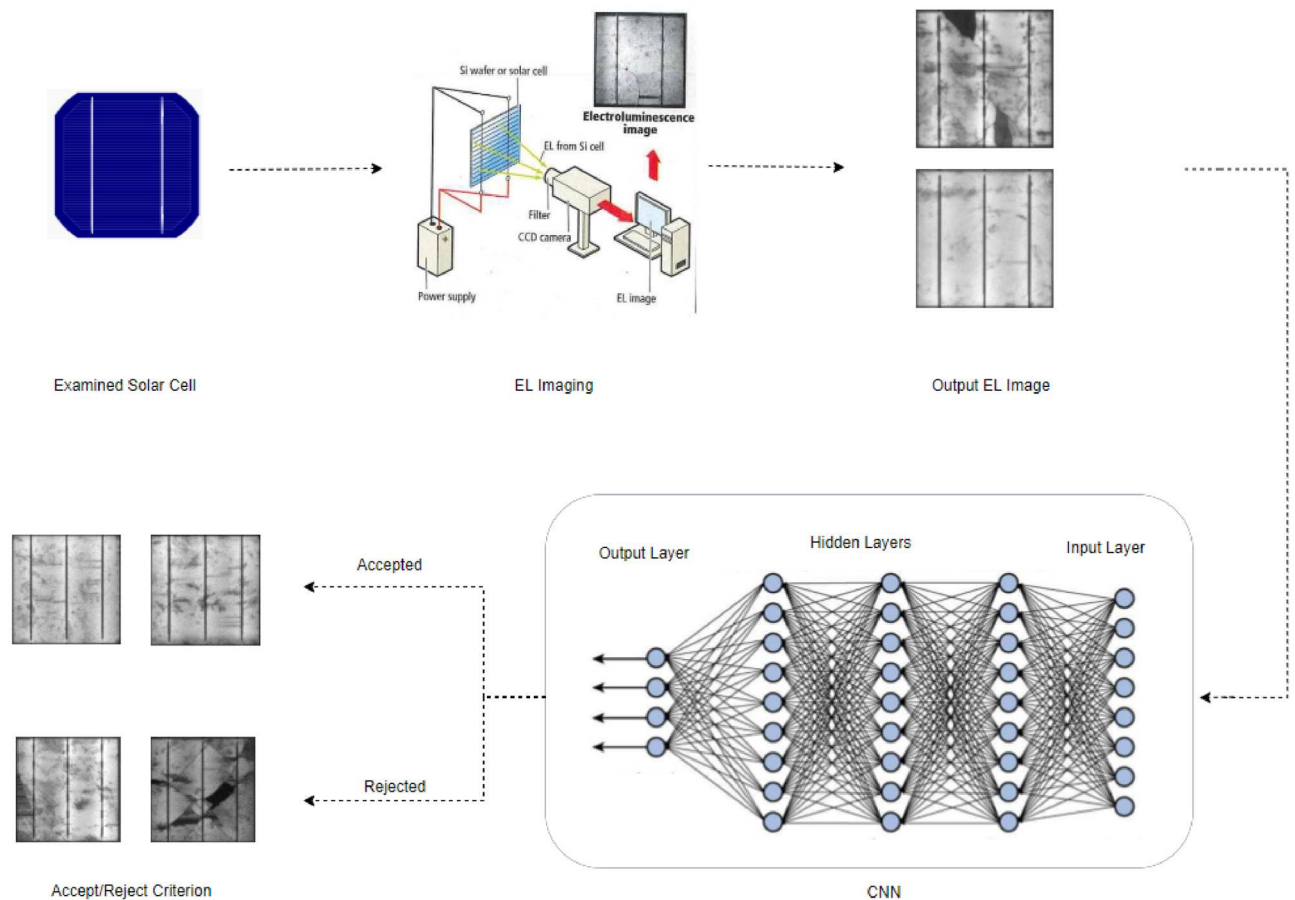 Si wafer or solar cell
Electroluminescence
image
EL from Si cell
Filter
CCD camera
Power supply
EL image
Examined Solar Cell
EL Imaging
Output EL Image
Output Layer
Hidden Layers
Input Layer
Accepted
Rejected
Accept/Reject Criterion
CNN